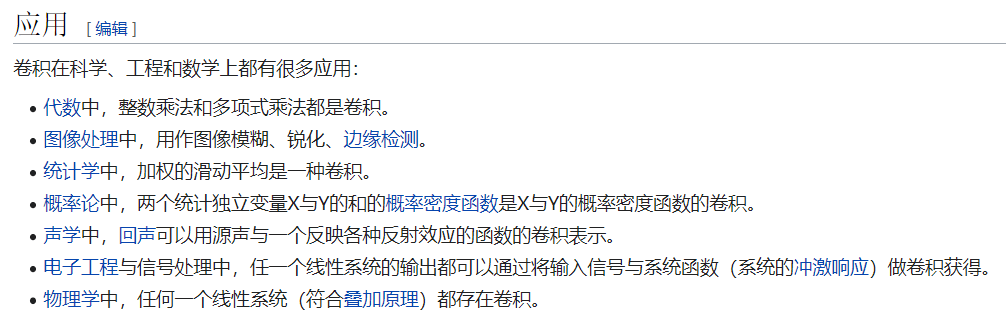 应用 [编辑]
卷积在科学、工程和数学上都有很多应用：
• 代数中，整数乘法和多项式乘法都是卷积。
• 图像处理中，用作图像模糊、锐化、边缘检测。
• 统计学中，加权的滑动平均是一种卷积。
• 概率论中，两个统计独立变量X与Y的和的概率密度函数是X与Y的概率密度函数的卷积。
• 声学中，回声可以用源声与一个反映各种反射效应的函数的卷积表示。
• 电子工程与信号处理中，任一个线性系统的输出都可以通过将输入信号与系统函数（系统的冲激响应）做卷积获得。
• 物理学中，任何一个线性系统（符合叠加原理）都存在卷积。